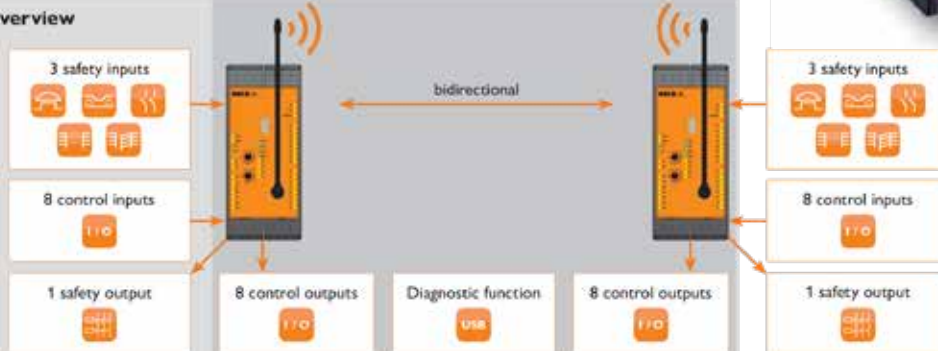 verview
3 safety inputs
bidirectional
3 safety inputs
8 control inputs
I / O
8 control inputs
I / O
1 safety output
8 control outputs
I / O
Diagnostic function
USB
8 control outputs
I / O
1 safety output